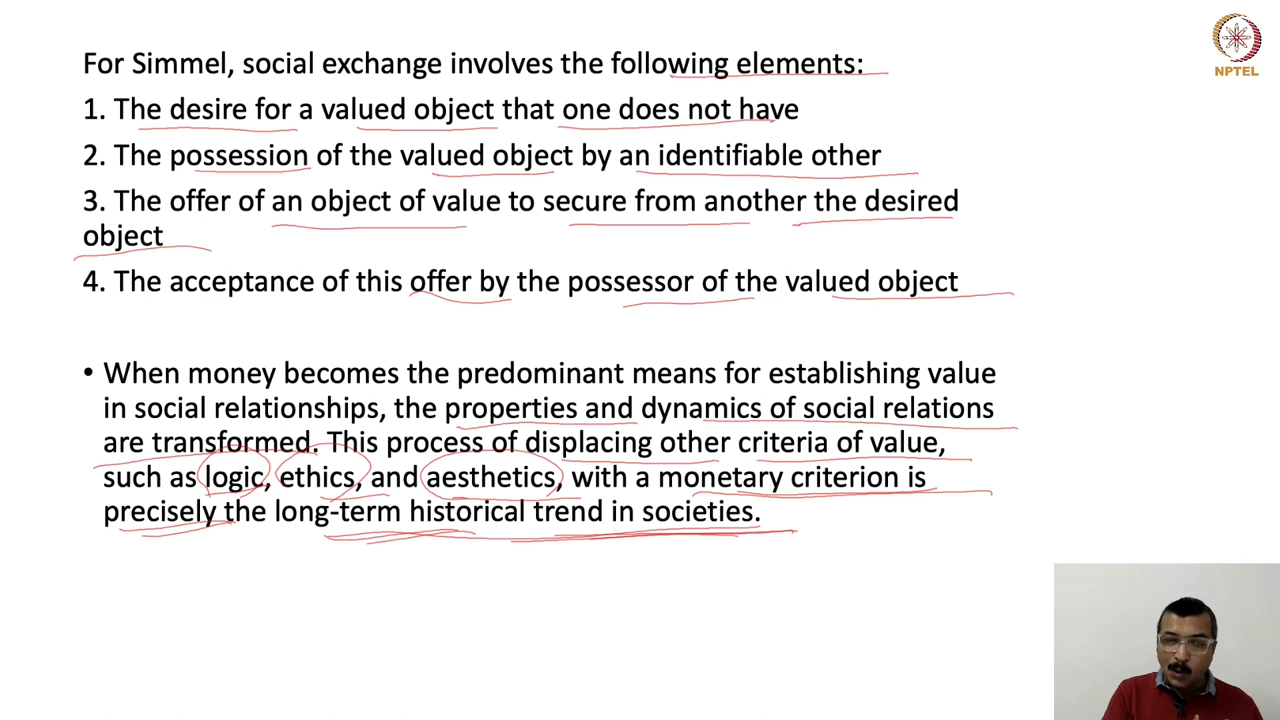 For Simmel, social exchange involves the following elements:
1. The desire for a valued object that one does not have
2. The possession of the valued object by an identifiable other
3. The offer of an object of value to secure from another the desired
object
4. The acceptance of this offer by the possessor of the valued object
• When money becomes the predominant means for establishing value
in social relationships, the properties and dynamics of social relations
are transformed. This process of displacing other criteria of value,
such as logic, ethics, and aesthetics, with a monetary criterion is
precisely the long-term historical trend in societies.
NPTEL